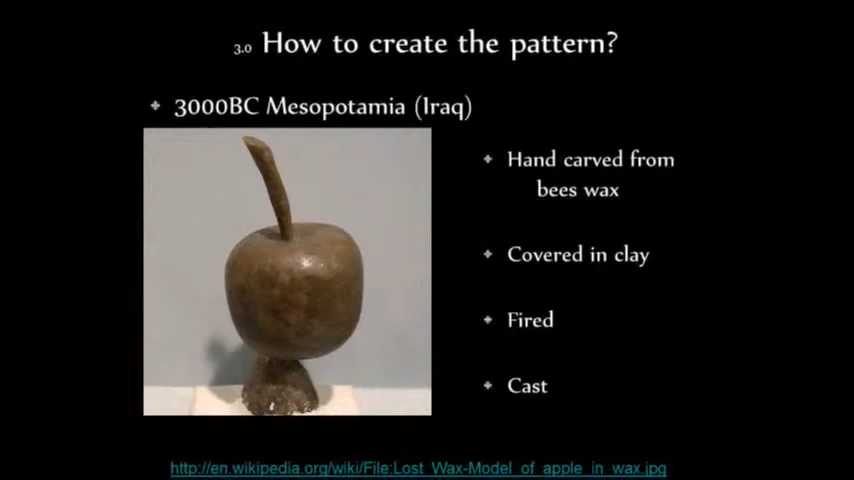 3.0 How to create the pattern?
3000BC Mesopotamia (Iraq)
Hand carved from
bees wax
Covered in clay
Fired
Cast
http://en.wikipedia.org/wiki/File:Lost_Wax-Model_of_apple_in_wax.jpg